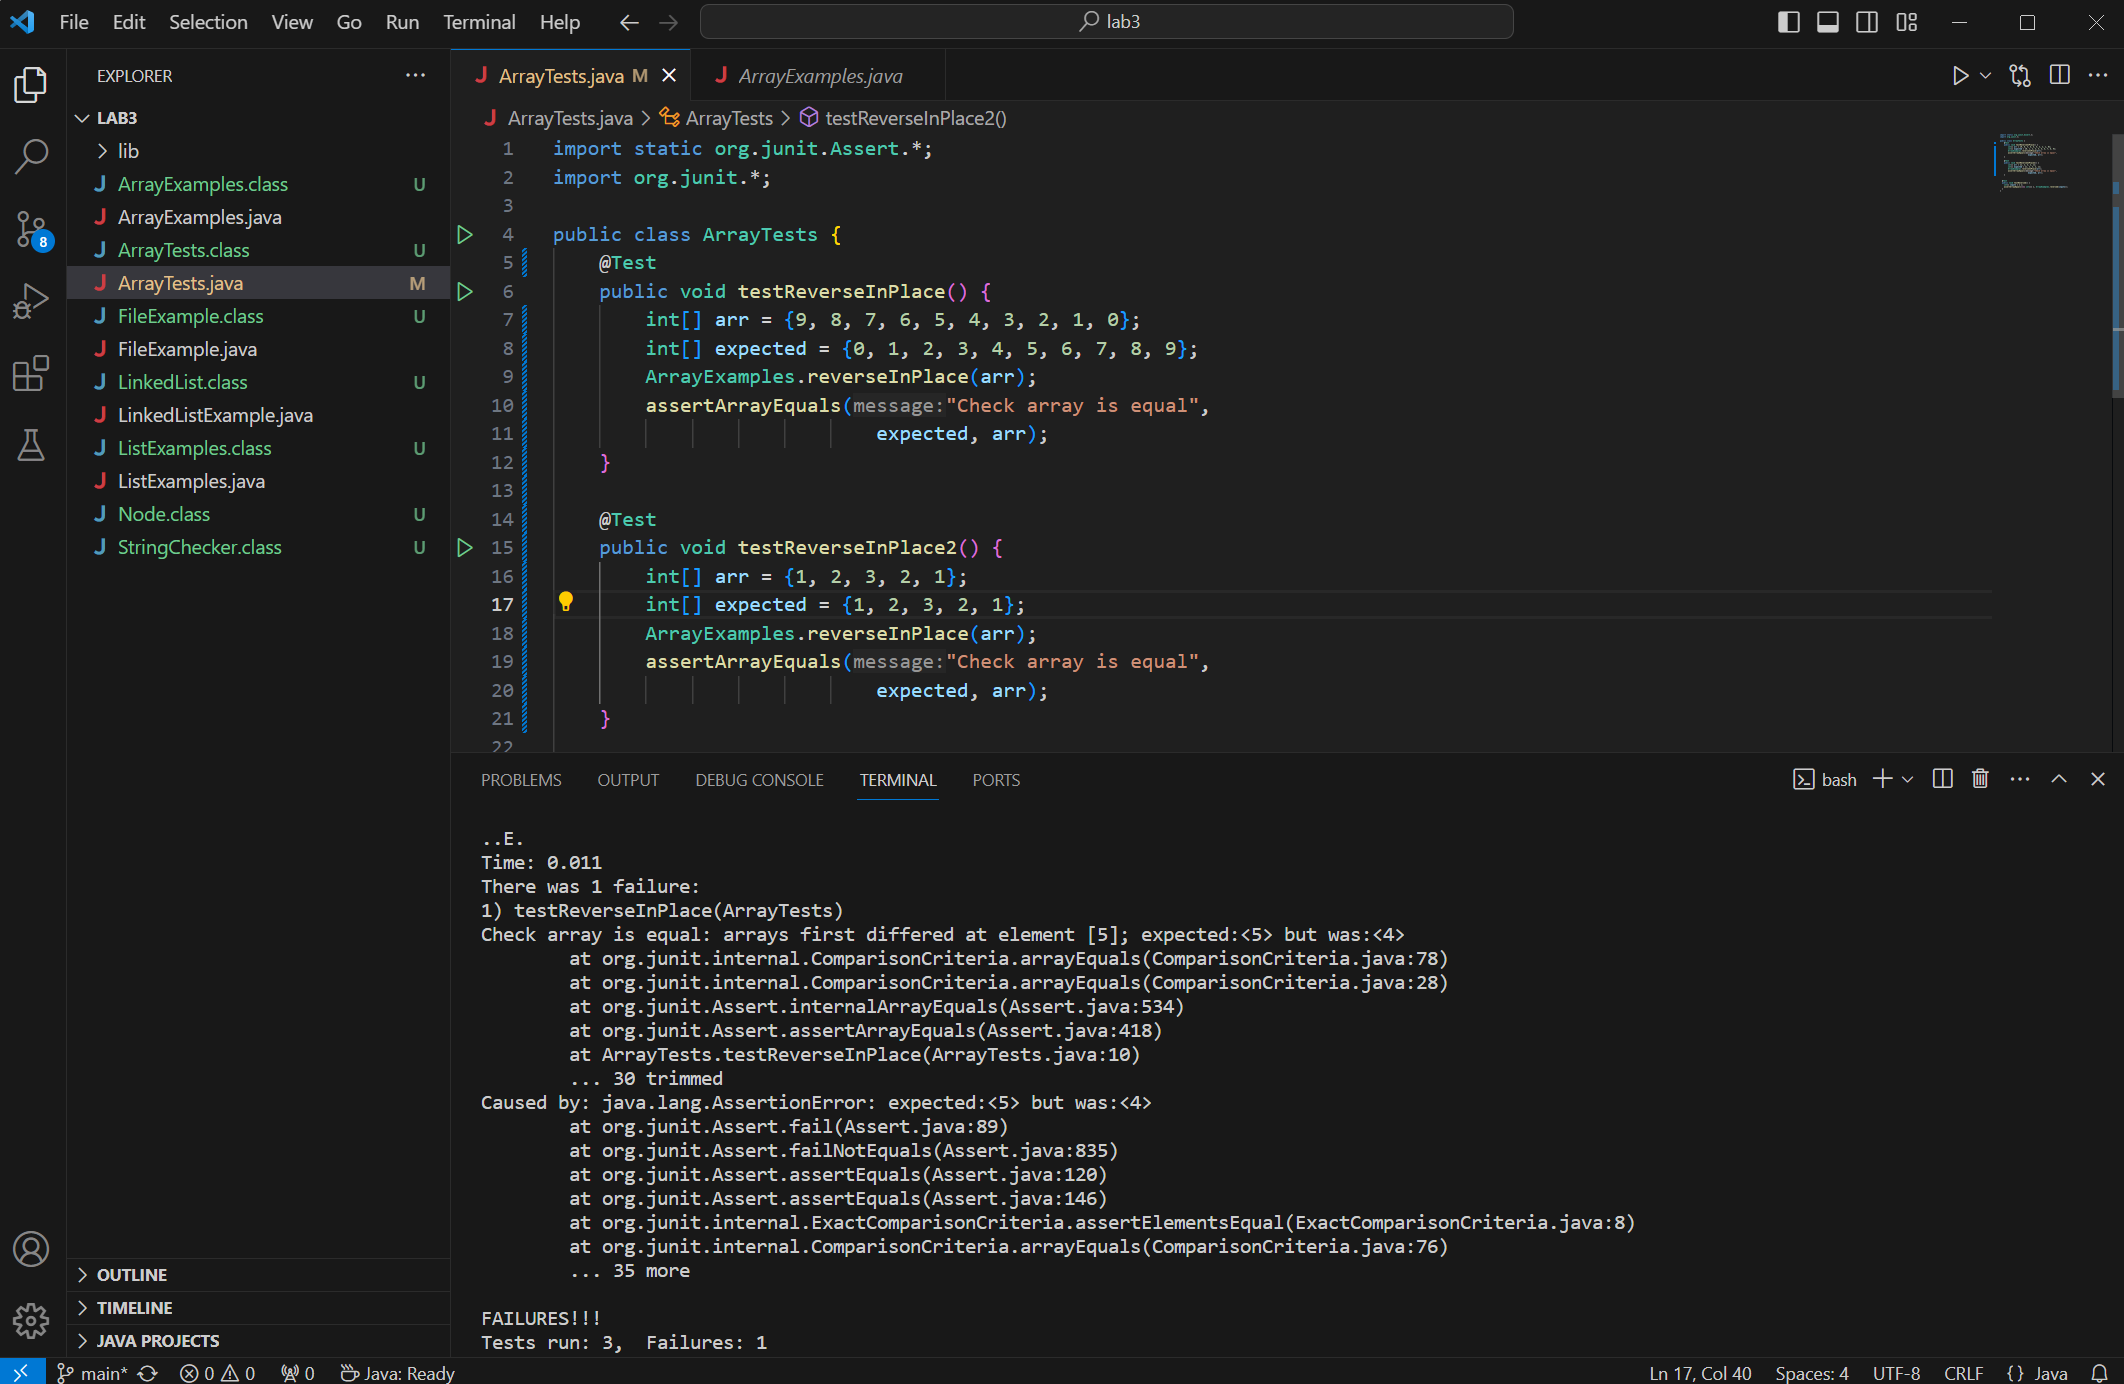 File Edit Selection View Go Run Terminal Help lab3
EXPLORER
LAB3
lib
ArrayExamples.class U
ArrayExamples.java
ArrayTests.class U
ArrayTests.java M
FileExample.class U
FileExample.java
LinkedList.class U
LinkedListExample.java
ListExamples.class U
ListExamples.java
Node.class U
StringChecker.class U
OUTLINE
TIMELINE
JAVA PROJECTS
8
ArrayTests.java M ArrayExamples.java
ArrayTests.java > ArrayTests > testReverseInPlace2()
1 import static org.junit.Assert.*;
2 import org.junit.*;
3
4 public class ArrayTests {
5 @Test
6 public void testReverseInPlace() {
7 int[] arr = {9, 8, 7, 6, 5, 4, 3, 2, 1, 0};
8 int[] expected = {0, 1, 2, 3, 4, 5, 6, 7, 8, 9};
9 ArrayExamples.reverseInPlace(arr);
10 assertArrayEquals(message:"Check array is equal",
11 expected, arr);
12 }
13
14 @Test
15 public void testReverseInPlace2() {
16 int[] arr = {1, 2, 3, 2, 1};
17 int[] expected = {1, 2, 3, 2, 1};
18 ArrayExamples.reverseInPlace(arr);
19 assertArrayEquals(message:"Check array is equal",
20 expected, arr);
21 }
22
PROBLEMS OUTPUT DEBUG CONSOLE TERMINAL PORTS bash
..E.
Time: 0.011
There was 1 failure:
1) testReverseInPlace(ArrayTests)
Check array is equal: arrays first differed at element [5]; expected:<5> but was:<4>
at org.junit.internal.ComparisonCriteria.arrayEquals(ComparisonCriteria.java:78)
at org.junit.internal.ComparisonCriteria.arrayEquals(ComparisonCriteria.java:28)
at org.junit.Assert.internalArrayEquals(Assert.java:534)
at org.junit.Assert.assertArrayEquals(Assert.java:418)
at ArrayTests.testReverseInPlace(ArrayTests.java:10)
... 30 trimmed
Caused by: java.lang.AssertionError: expected:<5> but was:<4>
at org.junit.Assert.fail(Assert.java:89)
at org.junit.Assert.failNotEquals(Assert.java:835)
at org.junit.Assert.assertEquals(Assert.java:120)
at org.junit.Assert.assertEquals(Assert.java:146)
at org.junit.internal.ExactComparisonCriteria.assertElementsEqual(ExactComparisonCriteria.java:8)
at org.junit.internal.ComparisonCriteria.arrayEquals(ComparisonCriteria.java:76)
... 35 more
FAILURES!!!
Tests run: 3,  Failures: 1
main* 0 0 0 Java: Ready Ln 17, Col 40 Spaces: 4 UTF-8 CRLF {} Java